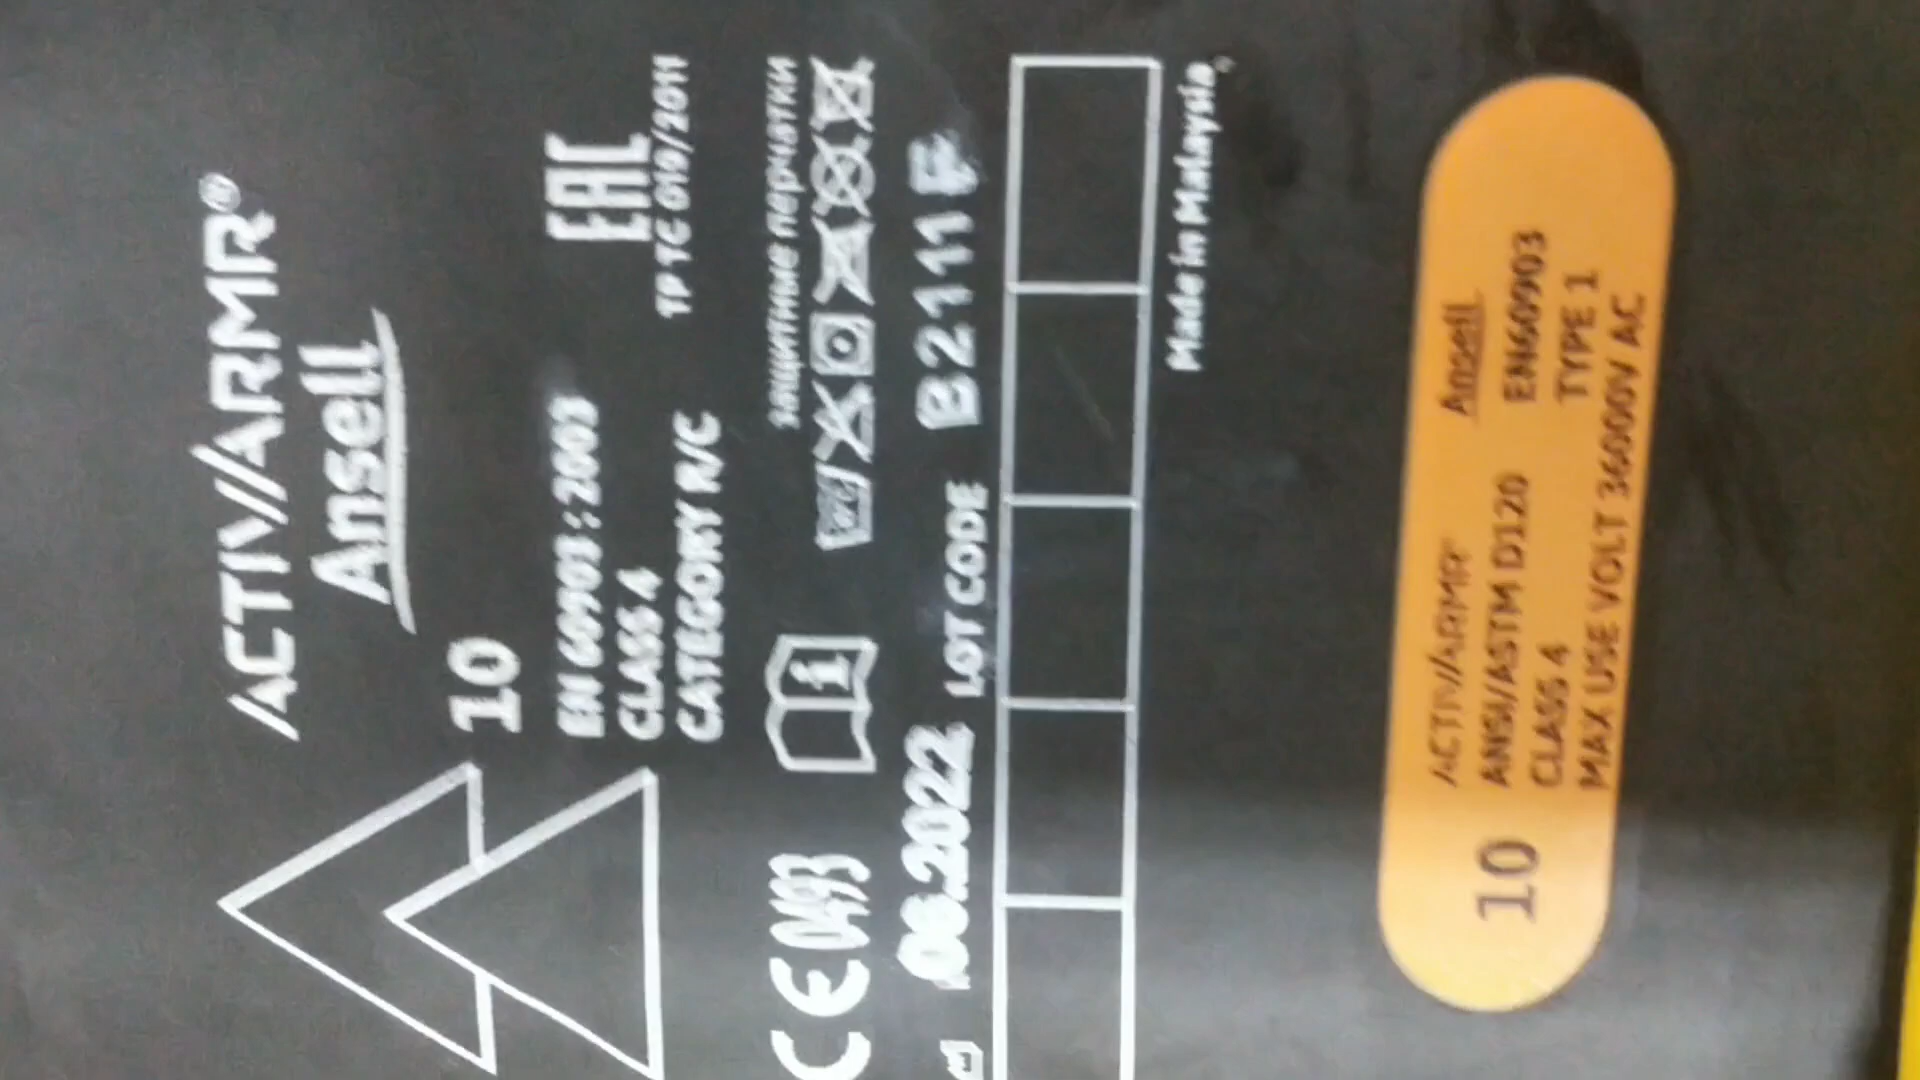 ACTIV/ARMR®
Ansell
10
EN 60903 : 2003
CLASS 4
CATEGORY R/C
EAC
TP TC 019/2011
защитные перчатки
CE 0493
i
08.2022
LOT CODE B2111
Made in Malaysia
10
ACTIV/ARMR Ansell
ANSI/ASTM D120 EN60903
CLASS 4 TYPE 1
MAX USE VOLT 36000V AC